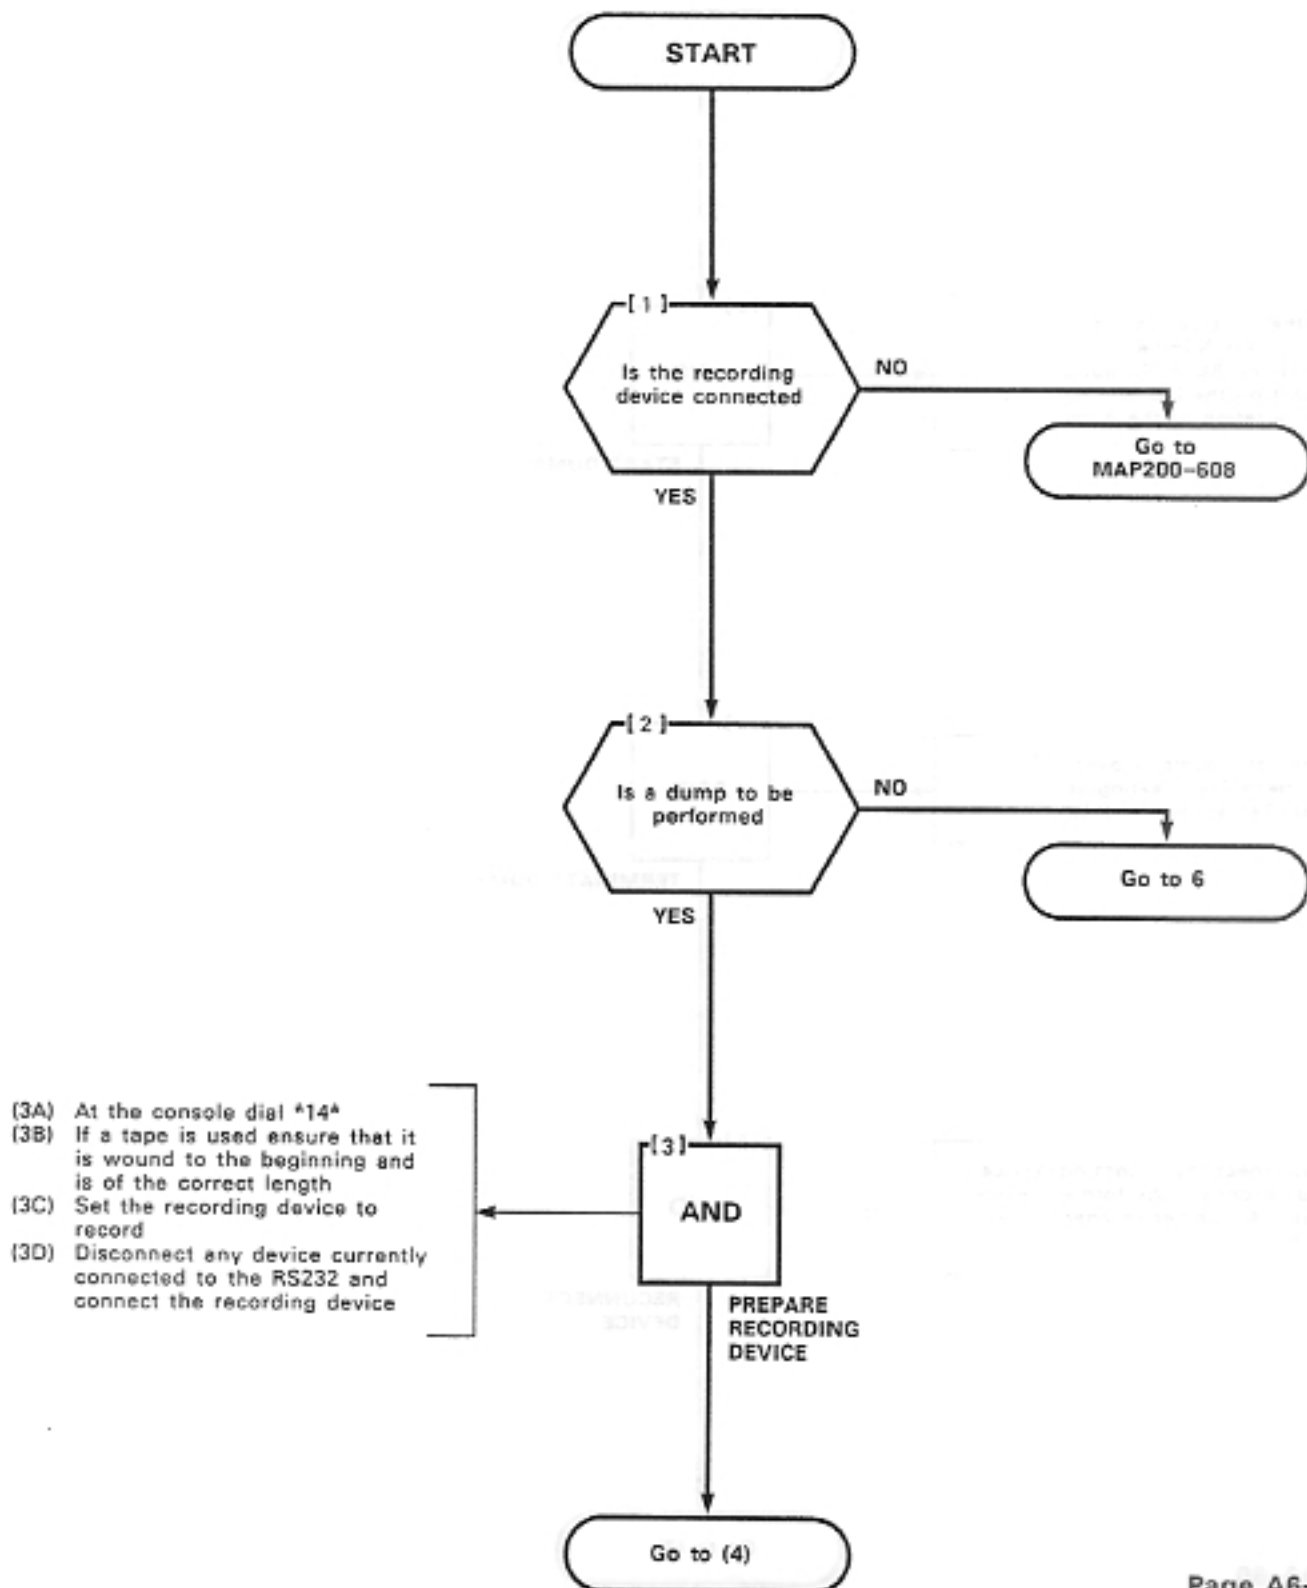 START
[ 1 ]
Is the recording
device connected
NO
Go to
MAP200-608
YES
[ 2 ]
Is a dump to be
performed
NO
Go to 6
YES
(3A) At the console dial *14*
(3B) If a tape is used ensure that it
is wound to the beginning and
is of the correct length
(3C) Set the recording device to
record
(3D) Disconnect any device currently
connected to the RS232 and
connect the recording device
[3]
AND
PREPARE
RECORDING
DEVICE
Go to (4)
Page A6-